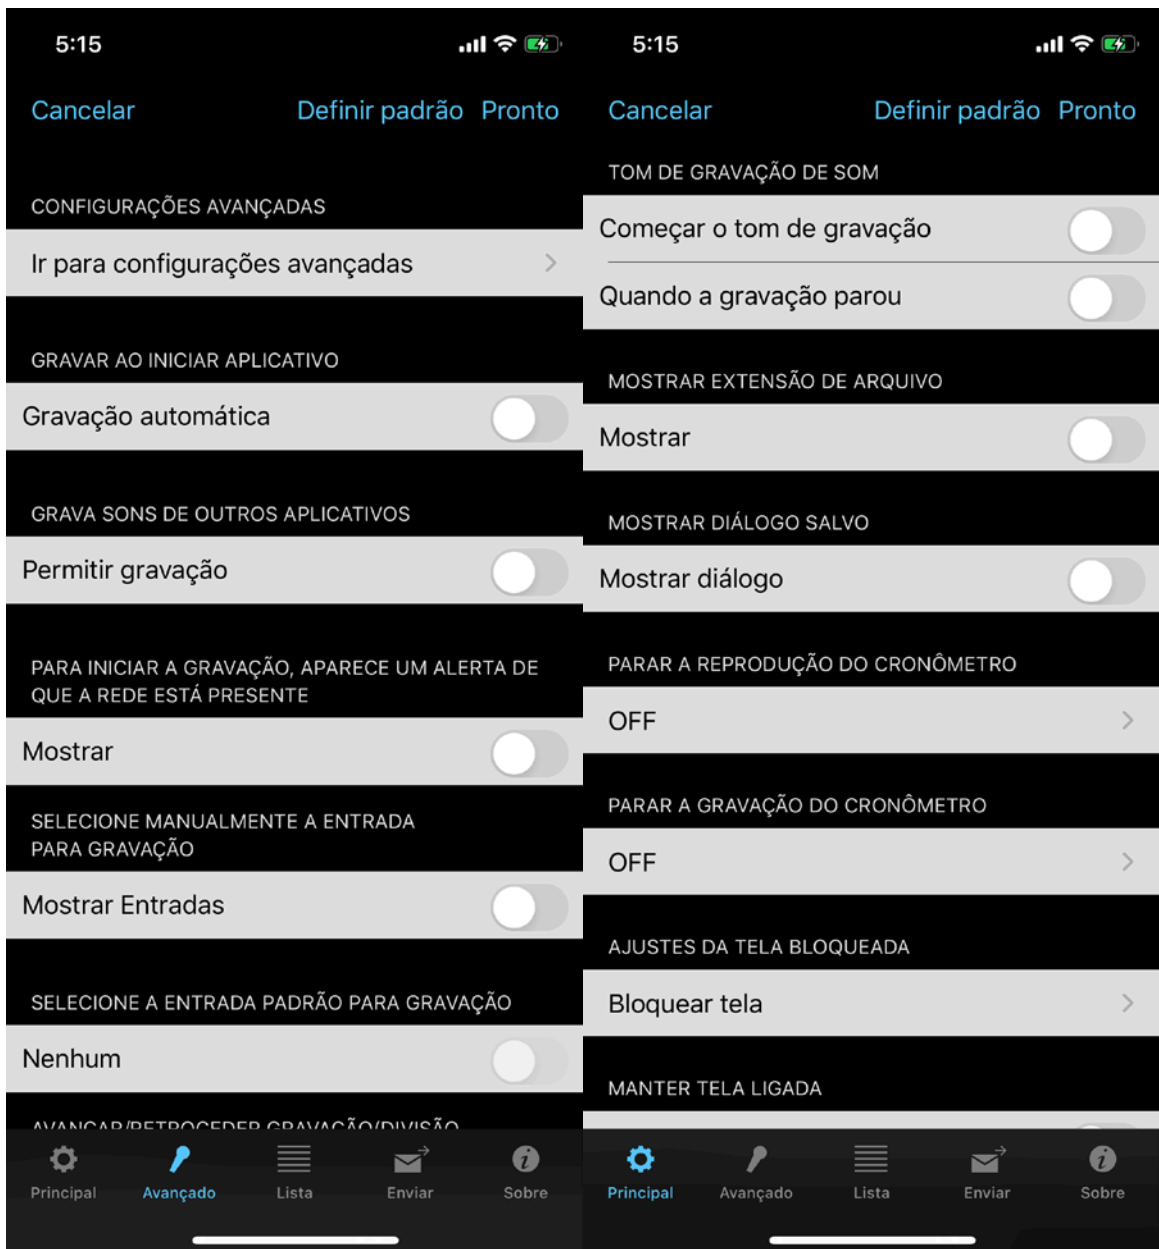 5:15
Cancelar Definir padrão Pronto
CONFIGURAÇÕES AVANÇADAS
Ir para configurações avançadas
GRAVAR AO INICIAR APLICATIVO
Gravação automática
GRAVA SONS DE OUTROS APLICATIVOS
Permitir gravação
PARA INICIAR A GRAVAÇÃO, APARECE UM ALERTA DE
QUE A REDE ESTÁ PRESENTE
Mostrar
SELECIONE MANUALMENTE A ENTRADA
PARA GRAVAÇÃO
Mostrar Entradas
SELECIONE A ENTRADA PADRÃO PARA GRAVAÇÃO
Nenhum
AVANÇAR/RETROCEDER GRAVAÇÃO/DIVISÃO
Principal Avançado Lista Enviar Sobre
5:15
Cancelar Definir padrão Pronto
TOM DE GRAVAÇÃO DE SOM
Começar o tom de gravação
Quando a gravação parou
MOSTRAR EXTENSÃO DE ARQUIVO
Mostrar
MOSTRAR DIÁLOGO SALVO
Mostrar diálogo
PARAR A REPRODUÇÃO DO CRONÔMETRO
OFF
PARAR A GRAVAÇÃO DO CRONÔMETRO
OFF
AJUSTES DA TELA BLOQUEADA
Bloquear tela
MANTER TELA LIGADA
Principal Avançado Lista Enviar Sobre